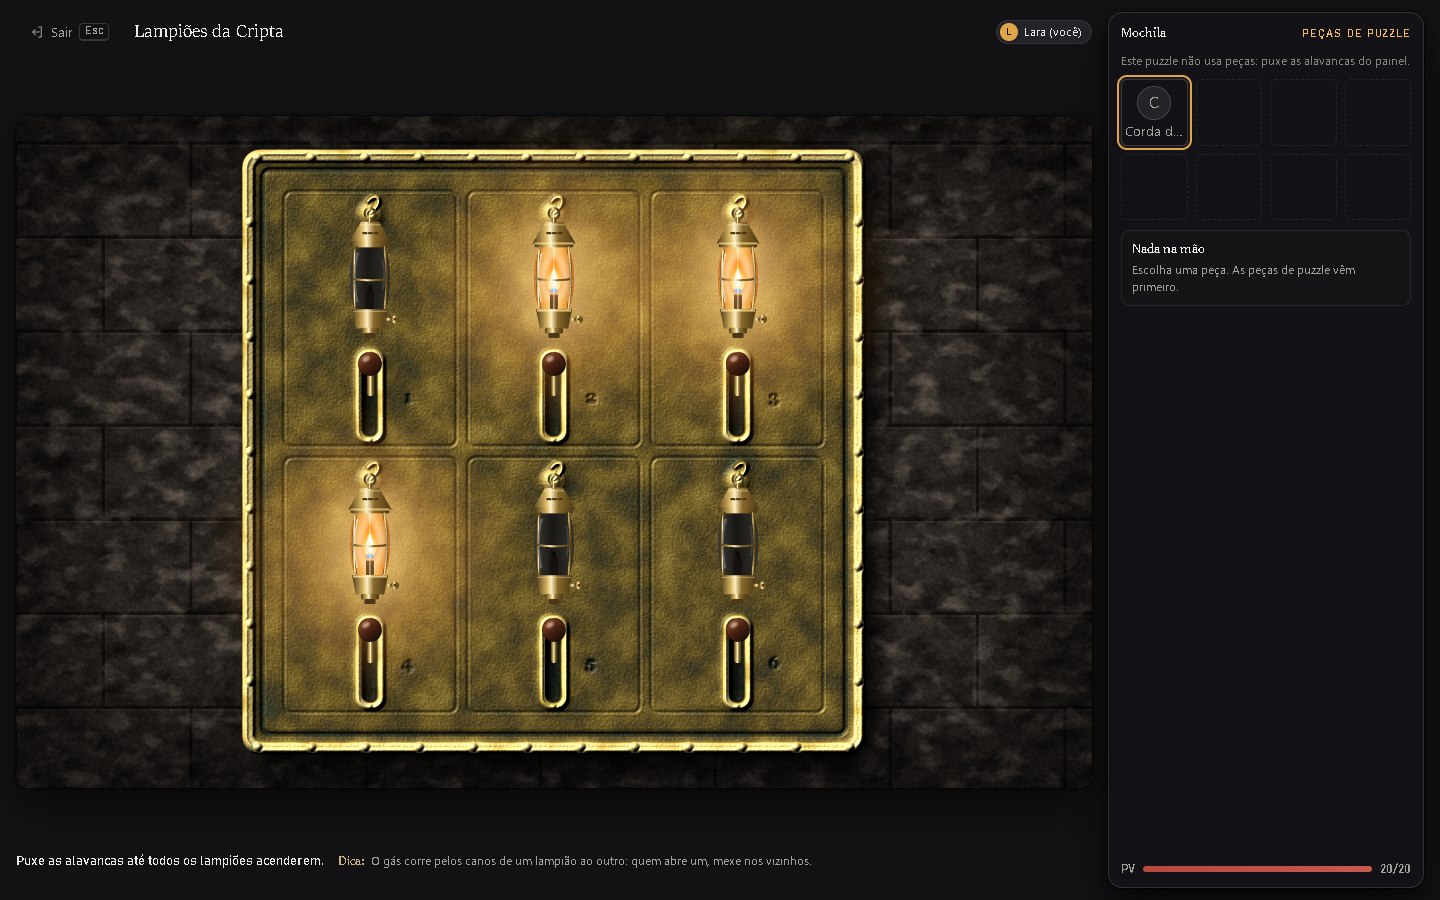 Sair Esc Lampiões da Cripta
L Lara (você)
Mochila PEÇAS DE PUZZLE
Este puzzle não usa peças: puxe as alavancas do painel.
C
Corda d...
Nada na mão
Escolha uma peça. As peças de puzzle vêm
primeiro.
1 2 3
4 5 6
Puxe as alavancas até todos os lampiões acenderem. Dica: O gás corre pelos canos de um lampião ao outro: quem abre um, mexe nos vizinhos.
PV 20/20